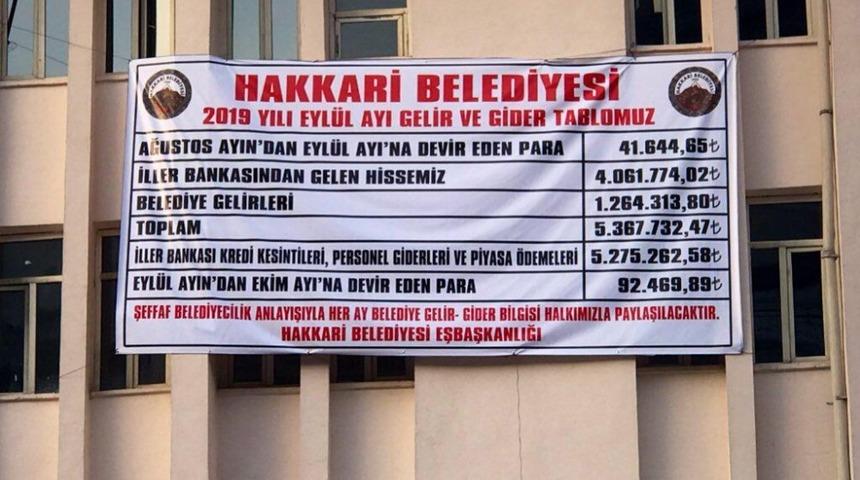 HAKKARİ BELEDİYESİ
2019 YILI EYLÜL AYI GELİR VE GİDER TABLOMUZ
AĞUSTOS AYIN'DAN EYLÜL AYI'NA DEVİR EDEN PARA 41.644,65₺
İLLER BANKASINDAN GELEN HİSSEMİZ 4.061.774,02₺
BELEDİYE GELİRLERİ 1.264.313,80₺
TOPLAM 5.367.732,47₺
İLLER BANKASI KREDİ KESİNTİLERİ, PERSONEL GİDERLERİ VE PİYASA ÖDEMELERİ 5.275.262,58₺
EYLÜL AYIN'DAN EKİM AYI'NA DEVİR EDEN PARA 92.469,89₺
ŞEFFAF BELEDİYECİLİK ANLAYIŞIYLA HER AY BELEDİYE GELİR- GİDER BİLGİSİ HALKIMIZLA PAYLAŞILACAKTIR.
HAKKARİ BELEDİYESİ EŞBAŞKANLIĞI